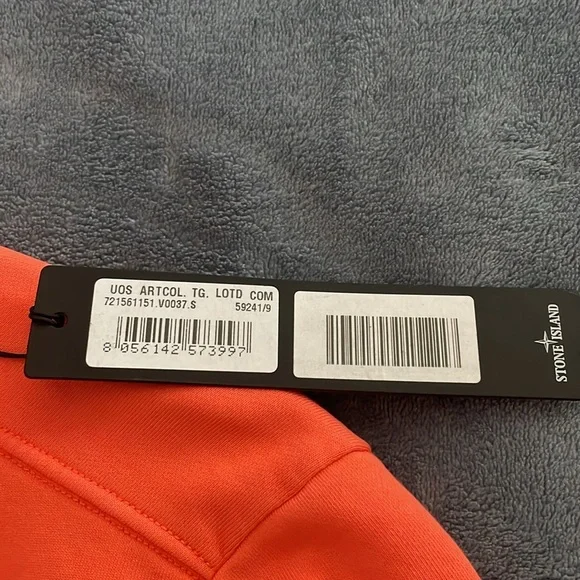 UOS ARTCOL. TG. LOTD COM
721561151.V0037.S 59241/9
8 056142 573997
STONE ISLAND